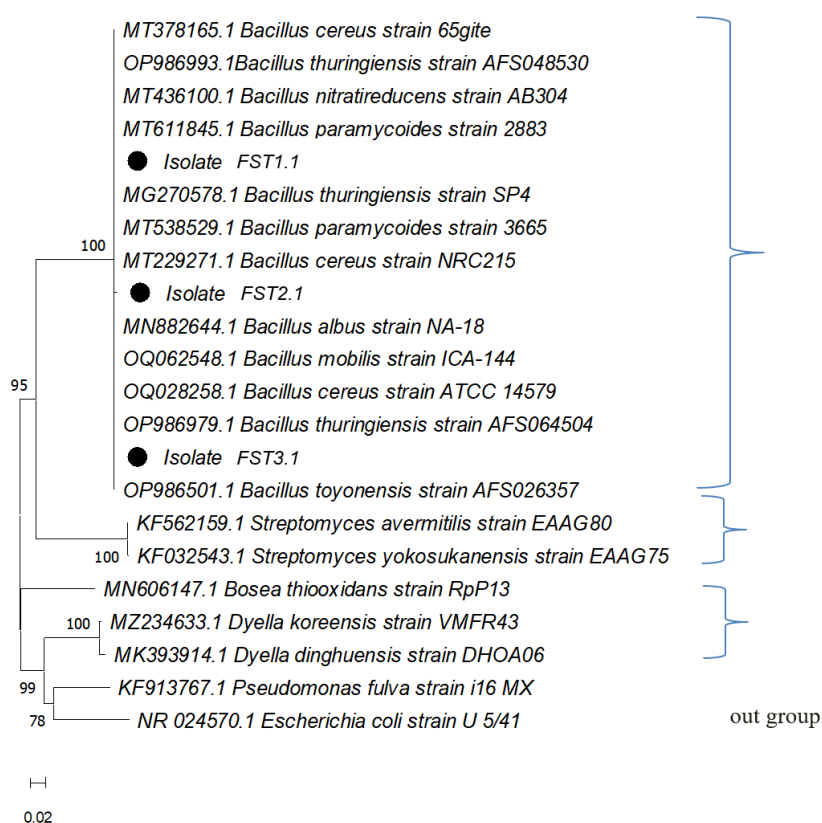 MT378165.1 Bacillus cereus strain 65gite
OP986993.1Bacillus thuringiensis strain AFS048530
MT436100.1 Bacillus nitratireducens strain AB304
MT611845.1 Bacillus paramycoides strain 2883
Isolate FST1.1
MG270578.1 Bacillus thuringiensis strain SP4
MT538529.1 Bacillus paramycoides strain 3665
100
MT229271.1 Bacillus cereus strain NRC215
Isolate FST2.1
MN882644.1 Bacillus albus strain NA-18
OQ062548.1 Bacillus mobilis strain ICA-144
95
OQ028258.1 Bacillus cereus strain ATCC 14579
OP986979.1 Bacillus thuringiensis strain AFS064504
Isolate FST3.1
OP986501.1 Bacillus toyonensis strain AFS026357
KF562159.1 Streptomyces avermitilis strain EAAG80
100
KF032543.1 Streptomyces yokosukanensis strain EAAG75
MN606147.1 Bosea thiooxidans strain RpP13
100
MZ234633.1 Dyella koreensis strain VMFR43
MK393914.1 Dyella dinghuensis strain DHOA06
99
KF913767.1 Pseudomonas fulva strain i16 MX
78
NR 024570.1 Escherichia coli strain U 5/41
out group
0.02